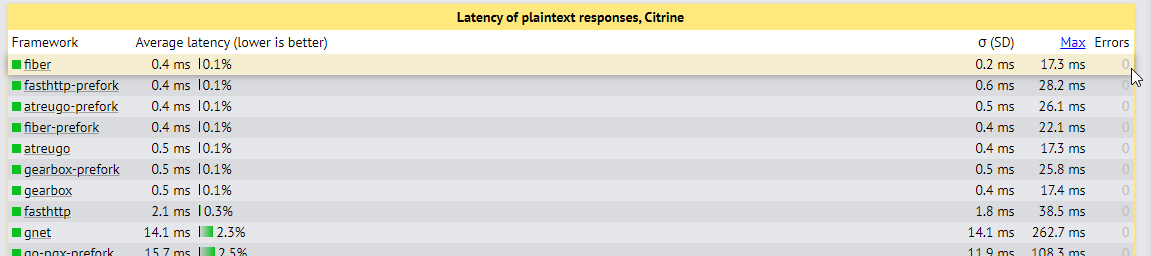 Latency of plaintext responses, Citrine
Framework Average latency (lower is better) σ (SD) Max Errors
fiber 0.4 ms 0.1% 0.2 ms 17.3 ms 0
fasthttp-prefork 0.4 ms 0.1% 0.6 ms 28.2 ms 0
atreugo-prefork 0.4 ms 0.1% 0.5 ms 26.1 ms 0
fiber-prefork 0.4 ms 0.1% 0.4 ms 22.1 ms 0
atreugo 0.5 ms 0.1% 0.4 ms 17.3 ms 0
gearbox-prefork 0.5 ms 0.1% 0.5 ms 25.8 ms 0
gearbox 0.5 ms 0.1% 0.4 ms 17.4 ms 0
fasthttp 2.1 ms 0.3% 1.8 ms 38.5 ms 0
gnet 14.1 ms 2.3% 14.1 ms 262.7 ms 0
go-pgx-prefork 15.7 ms 2.5% 11.9 ms 108.3 ms 0